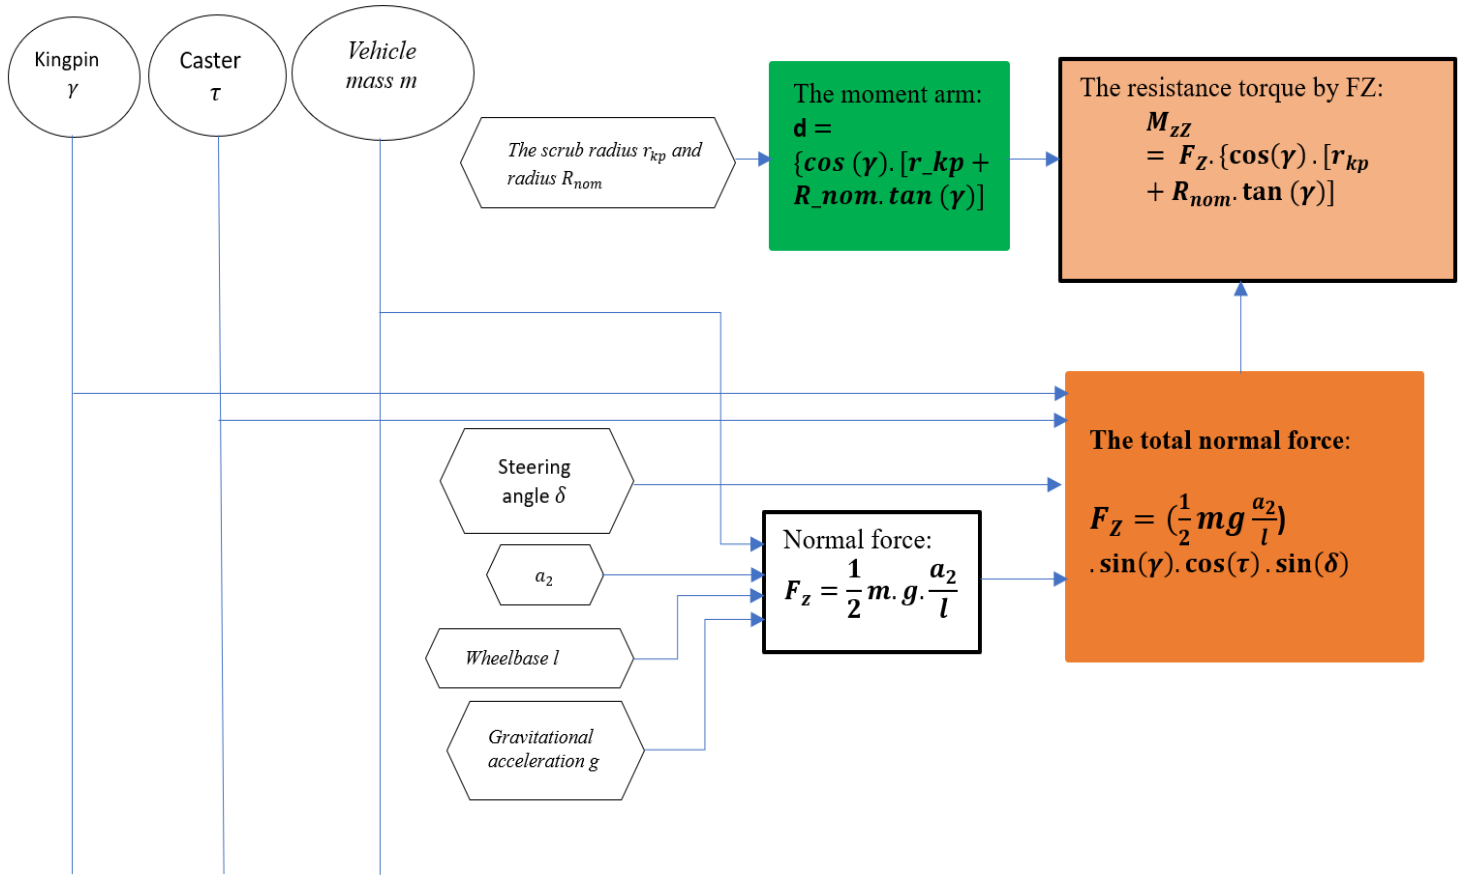 Kingpin
γ
Caster
τ
Vehicle
mass m
The scrub radius r_kp and
radius R_nom
The moment arm:
d =
{cos (γ). [r_kp +
R_nom. tan (γ)]
The resistance torque by FZ:
M_zZ
= F_Z. {cos(γ) . [r_kp
+ R_nom. tan (γ)]
Steering
angle δ
a_2
Wheelbase l
Gravitational
acceleration g
Normal force:
F_z = 1/2 m. g. a_2/l
The total normal force:
F_Z = (1/2 mg a_2/l)
. sin(γ). cos(τ) . sin(δ)